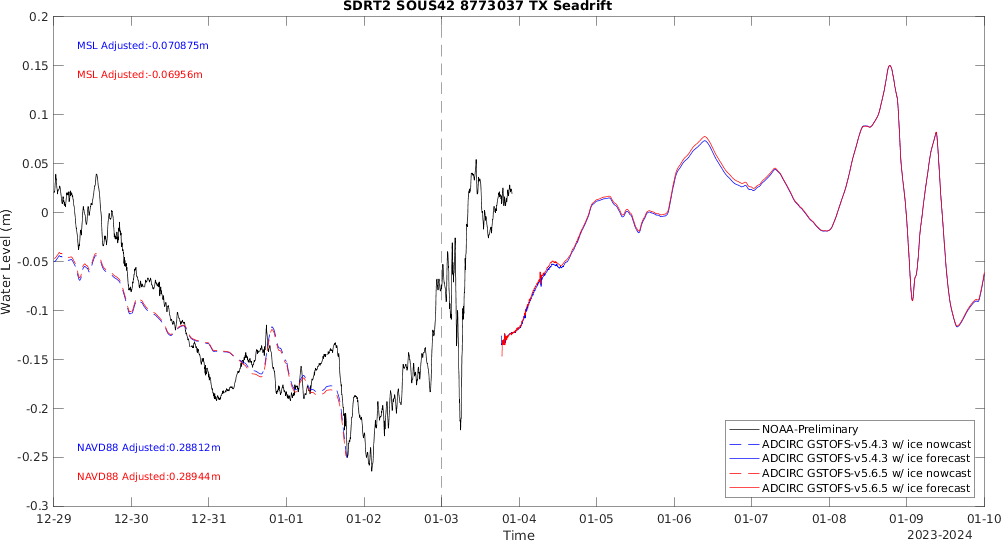 SDRT2 SOUS42 8773037 TX Seadrift
MSL Adjusted:-0.070875m
MSL Adjusted:-0.06956m
NAVD88 Adjusted:0.28812m
NAVD88 Adjusted:0.28944m
Water Level (m)
0.2
0.15
0.1
0.05
0
-0.05
-0.1
-0.15
-0.2
-0.25
-0.3
NOAA-Preliminary
ADCIRC GSTOFS-v5.4.3 w/ ice nowcast
ADCIRC GSTOFS-v5.4.3 w/ ice forecast
ADCIRC GSTOFS-v5.6.5 w/ ice nowcast
ADCIRC GSTOFS-v5.6.5 w/ ice forecast
12-29 12-30 12-31 01-01 01-02 01-03 01-04 01-05 01-06 01-07 01-08 01-09 01-10
Time
2023-2024